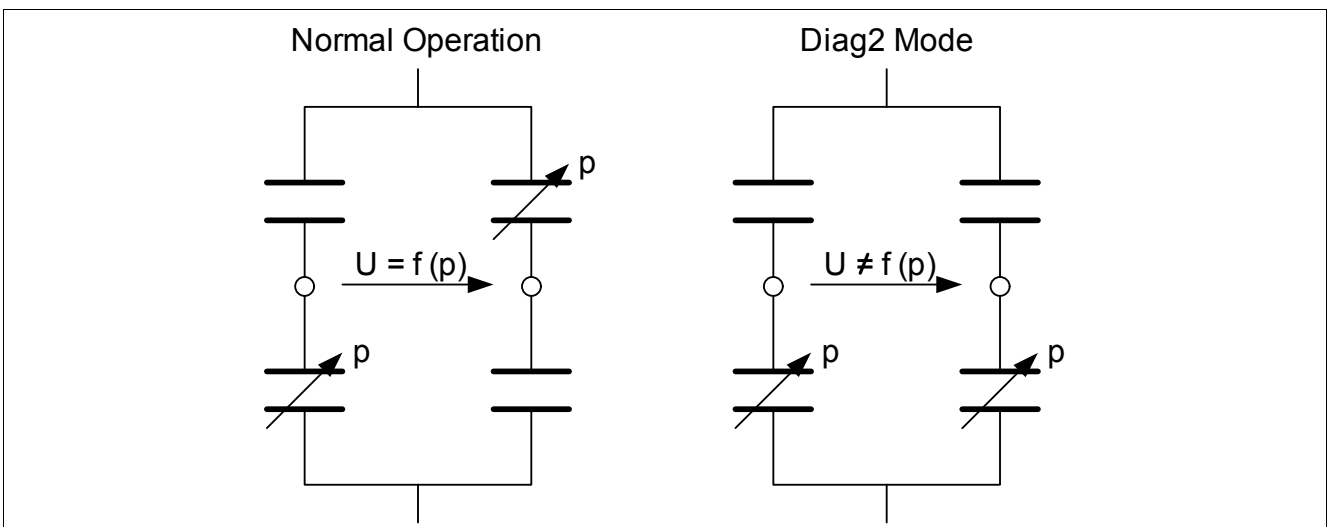 Normal Operation
Diag2 Mode
p
U = f (p)
U ≠ f (p)
p
p
p